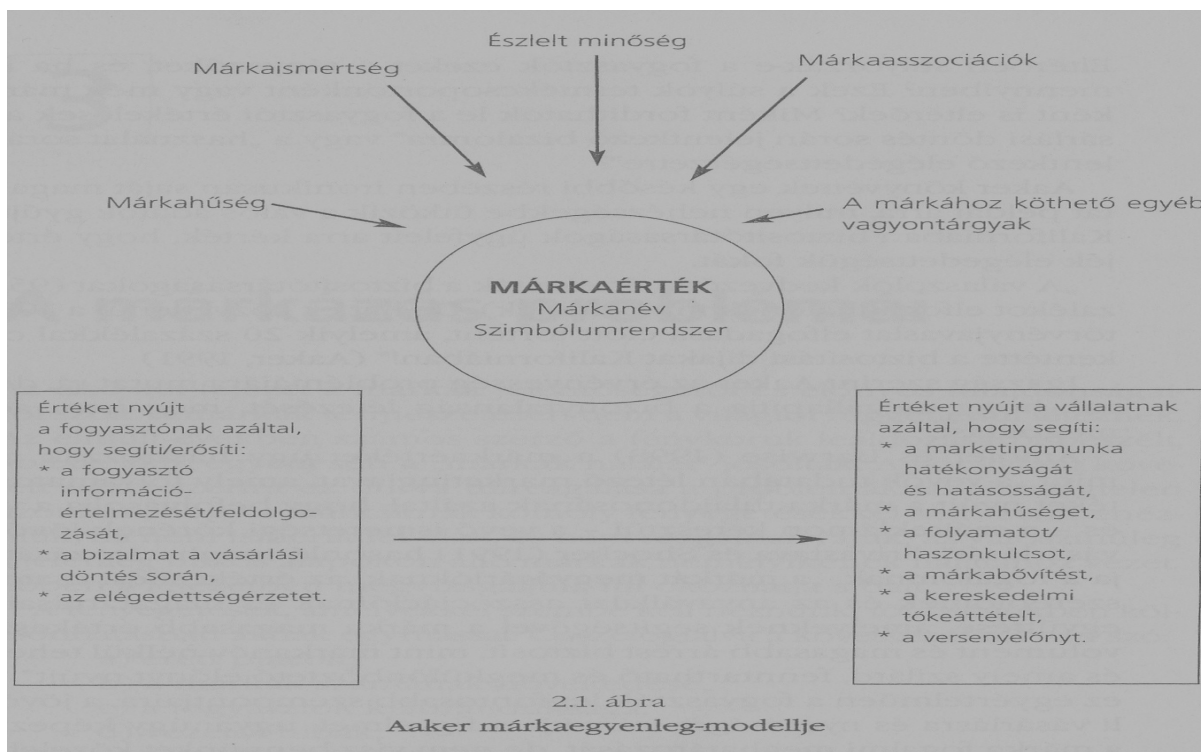 Észlelt minőség
Márkaismertség
Márkaasszociációk
Márkahűség
A márkához köthető egyéb
vagyontárgyak
MÁRKAÉRTÉK
Márkanév
Szimbólumrendszer
Értéket nyújt
a fogyasztónak azáltal,
hogy segíti/erősíti:
* a fogyasztó
információ-
értelmezését/feldolgo-
zását,
* a bizalmat a vásárlási
döntés során,
* az elégedettségérzetet.
Értéket nyújt a vállalatnak
azáltal, hogy segíti:
* a marketingmunka
hatékonyságát
és hatásosságát,
* a márkahűséget,
* a folyamatot/
haszonkulcsot,
* a márkabővítést,
* a kereskedelmi
tőkeáttételt,
* a versenyelőnyt.
2.1. ábra
Aaker márkaegyenleg-modellje